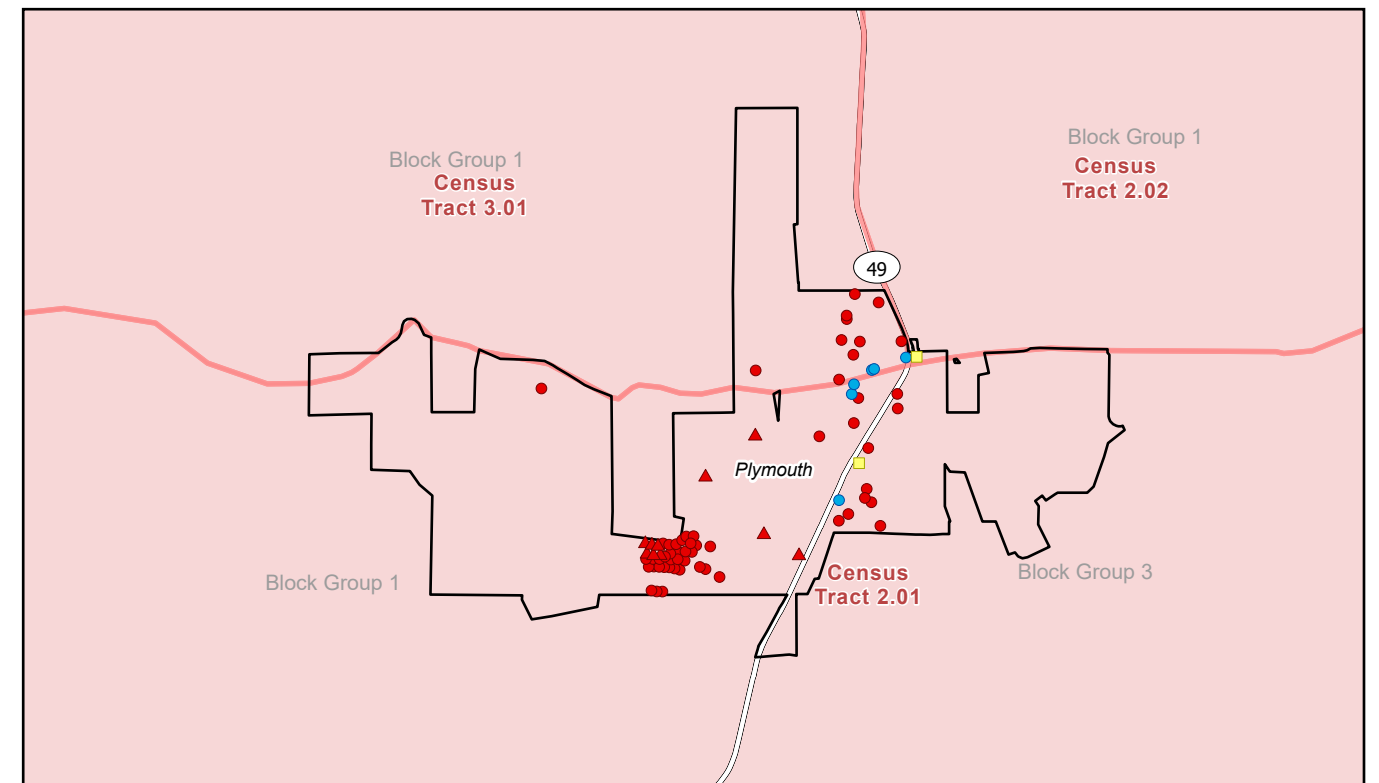 Block Group 1
Census
Tract 3.01
Block Group 1
Census
Tract 2.02
49
Plymouth
Block Group 1
Census
Tract 2.01
Block Group 3